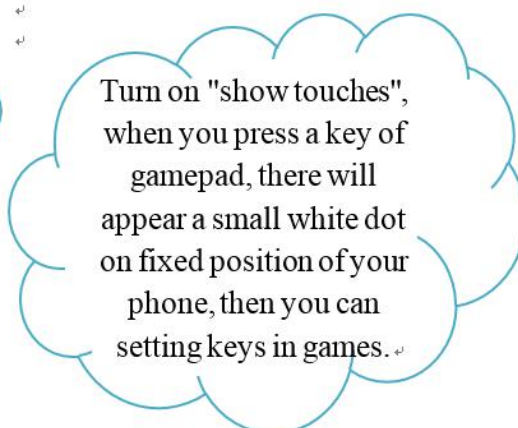 Turn on "show touches",
when you press a key of
gamepad, there will
appear a small white dot
on fixed position of your
phone, then you can
setting keys in games.